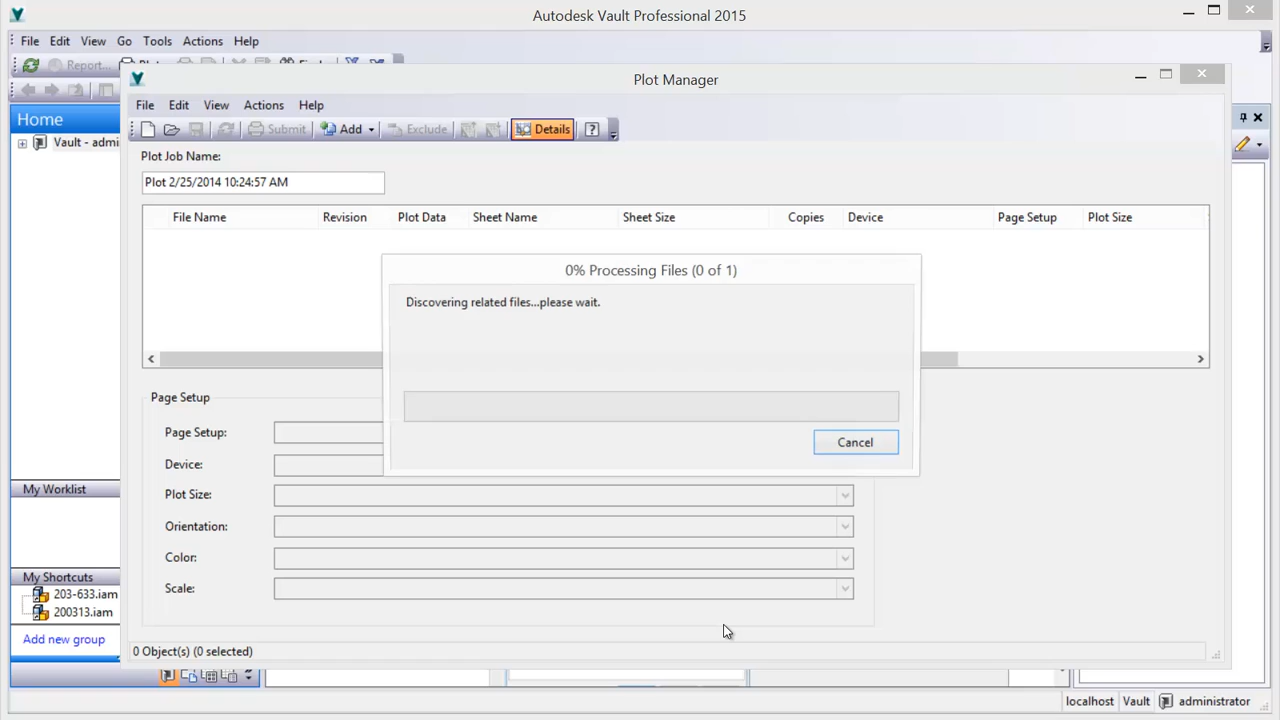 Autodesk Vault Professional 2015
File Edit View Go Tools Actions Help
Report...
Plot Manager
File Edit View Actions Help
Submit Add Exclude Details
Home
Vault - admi
Plot Job Name:
Plot 2/25/2014 10:24:57 AM
File Name Revision Plot Data Sheet Name Sheet Size Copies Device Page Setup Plot Size
0% Processing Files (0 of 1)
Discovering related files...please wait.
Cancel
Page Setup
Page Setup:
Device:
Plot Size:
Orientation:
Color:
Scale:
My Worklist
My Shortcuts
203-633.iam
200313.iam
Add new group
0 Object(s) (0 selected)
localhost Vault administrator